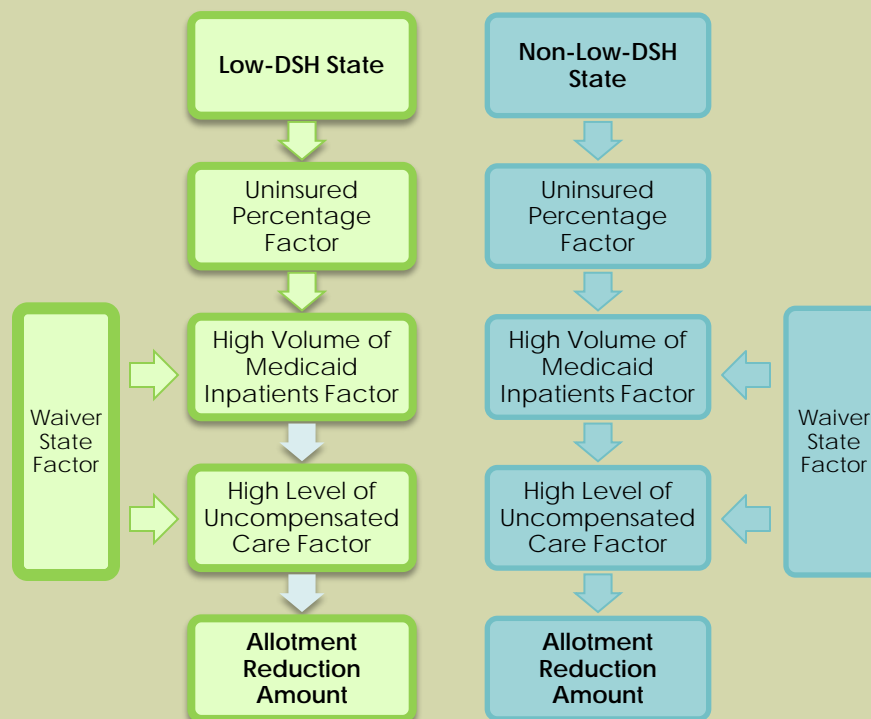 Low-DSH State
Uninsured
Percentage
Factor
High Volume of
Medicaid
Inpatients Factor
Waiver
State
Factor
High Level of
Uncompensated
Care Factor
Allotment
Reduction
Amount
Non-Low-DSH
State
Uninsured
Percentage
Factor
High Volume of
Medicaid
Inpatients Factor
Waiver
State
Factor
High Level of
Uncompensated
Care Factor
Allotment
Reduction
Amount